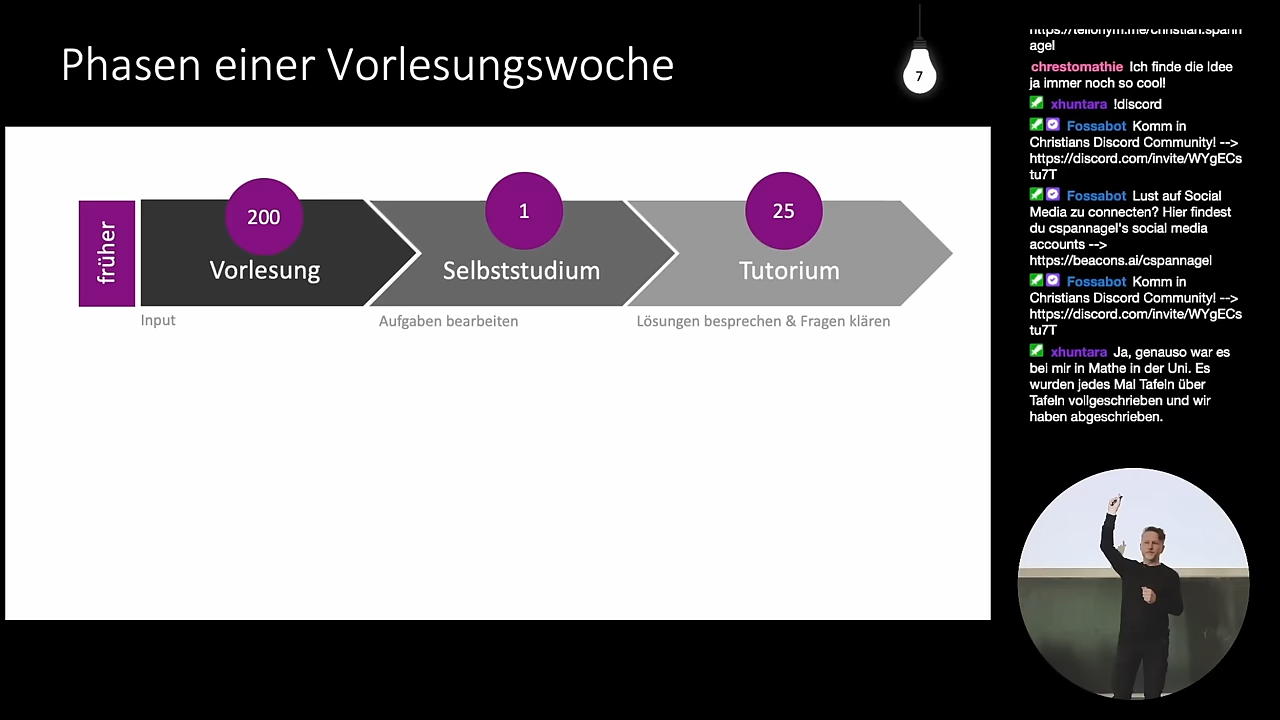 Phasen einer Vorlesungswoche
7
früher
200
Vorlesung
Input
1
Selbststudium
Aufgaben bearbeiten
25
Tutorium
Lösungen besprechen & Fragen klären
https://tellonym.me/christian.spann
agel
chrestomathie Ich finde die Idee
ja immer noch so cool!
xhuntara !discord
Fossabot Komm in
Christians Discord Community! -->
https://discord.com/invite/WYgECs
tu7T
Fossabot Lust auf Social
Media zu connecten? Hier findest
du cspannagel's social media
accounts -->
https://beacons.ai/cspannagel
Fossabot Komm in
Christians Discord Community! -->
https://discord.com/invite/WYgECs
tu7T
xhuntara Ja, genauso war es
bei mir in Mathe in der Uni. Es
wurden jedes Mal Tafeln über
Tafeln vollgeschrieben und wir
haben abgeschrieben.